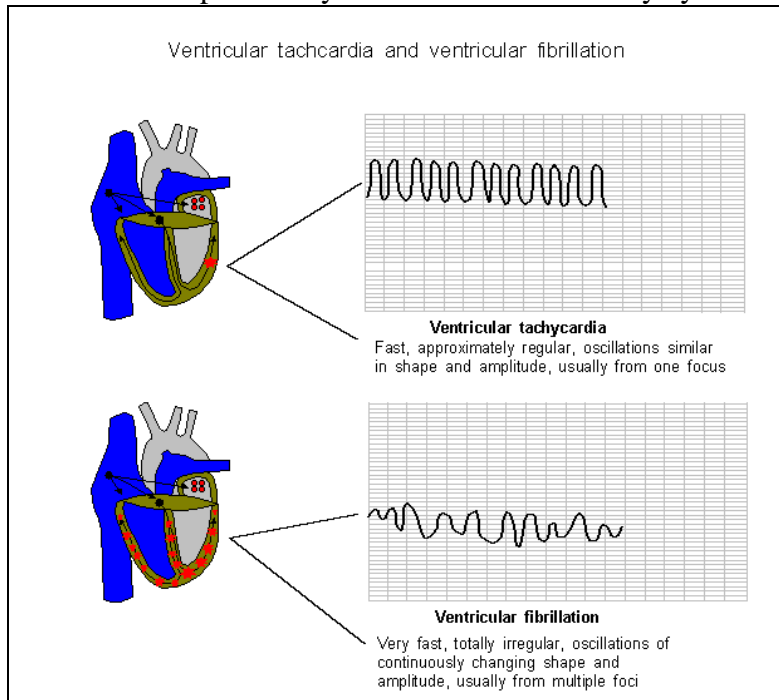 Ventricular tachcardia and ventricular fibrillation
Ventricular tachycardia
Fast, approximately regular, oscillations similar
in shape and amplitude, usually from one focus
Ventricular fibrillation
Very fast, totally irregular, oscillations of
continuously changing shape and
amplitude, usually from multiple foci